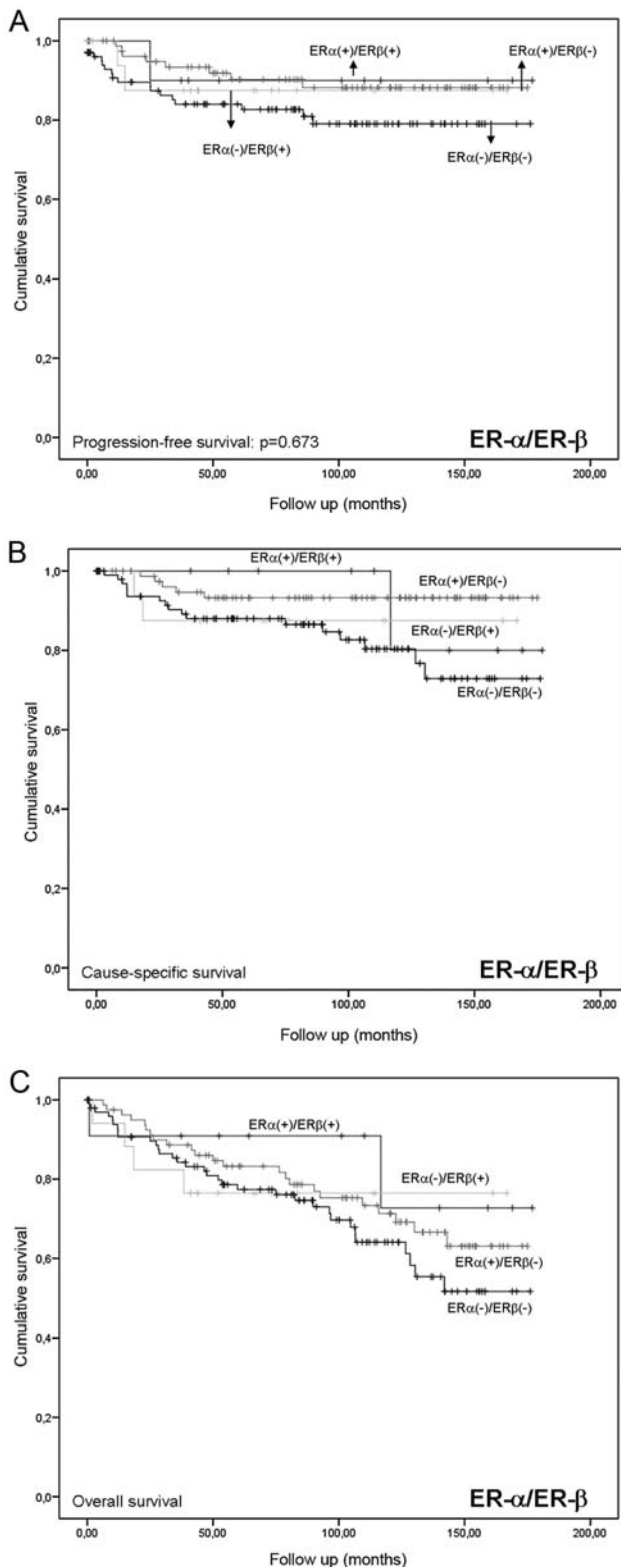 A
ERα(+)/ERβ(+)
ERα(+)/ERβ(-)
ERα(-)/ERβ(+)
ERα(-)/ERβ(-)
Cumulative survival
1,0
0,8
0,6
0,4
0,2
0,0
Progression-free survival: p=0.673
ER-α/ER-β
0,00 50,00 100,00 150,00 200,00
Follow up (months)
B
ERα(+)/ERβ(+)
ERα(+)/ERβ(-)
ERα(-)/ERβ(+)
ERα(-)/ERβ(-)
Cumulative survival
1,0
0,8
0,6
0,4
0,2
0,0
Cause-specific survival
ER-α/ER-β
0,00 50,00 100,00 150,00 200,00
Follow up (months)
C
ERα(+)/ERβ(+)
ERα(-)/ERβ(+)
ERα(+)/ERβ(-)
ERα(-)/ERβ(-)
Cumulative survival
1,0
0,8
0,6
0,4
0,2
0,0
Overall survival
ER-α/ER-β
0,00 50,00 100,00 150,00 200,00
Follow up (months)